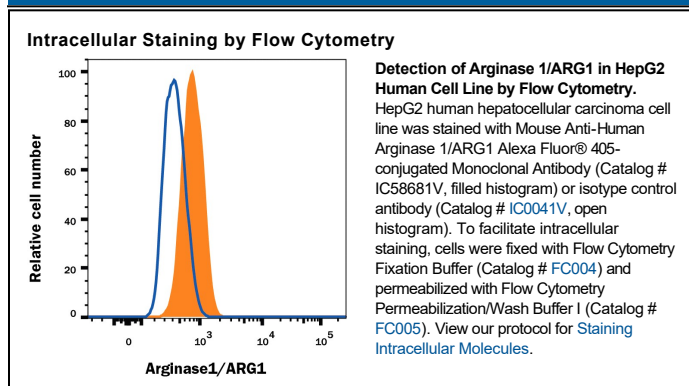 Intracellular Staining by Flow Cytometry
100
80
60
40
20
0
Relative cell number
0
10³
10⁴
10⁵
Arginase1/ARG1
Detection of Arginase 1/ARG1 in HepG2
Human Cell Line by Flow Cytometry.
HepG2 human hepatocellular carcinoma cell
line was stained with Mouse Anti-Human
Arginase 1/ARG1 Alexa Fluor® 405-
conjugated Monoclonal Antibody (Catalog #
IC58681V, filled histogram) or isotype control
antibody (Catalog # IC0041V, open
histogram). To facilitate intracellular
staining, cells were fixed with Flow Cytometry
Fixation Buffer (Catalog # FC004) and
permeabilized with Flow Cytometry
Permeabilization/Wash Buffer I (Catalog #
FC005). View our protocol for Staining
Intracellular Molecules.